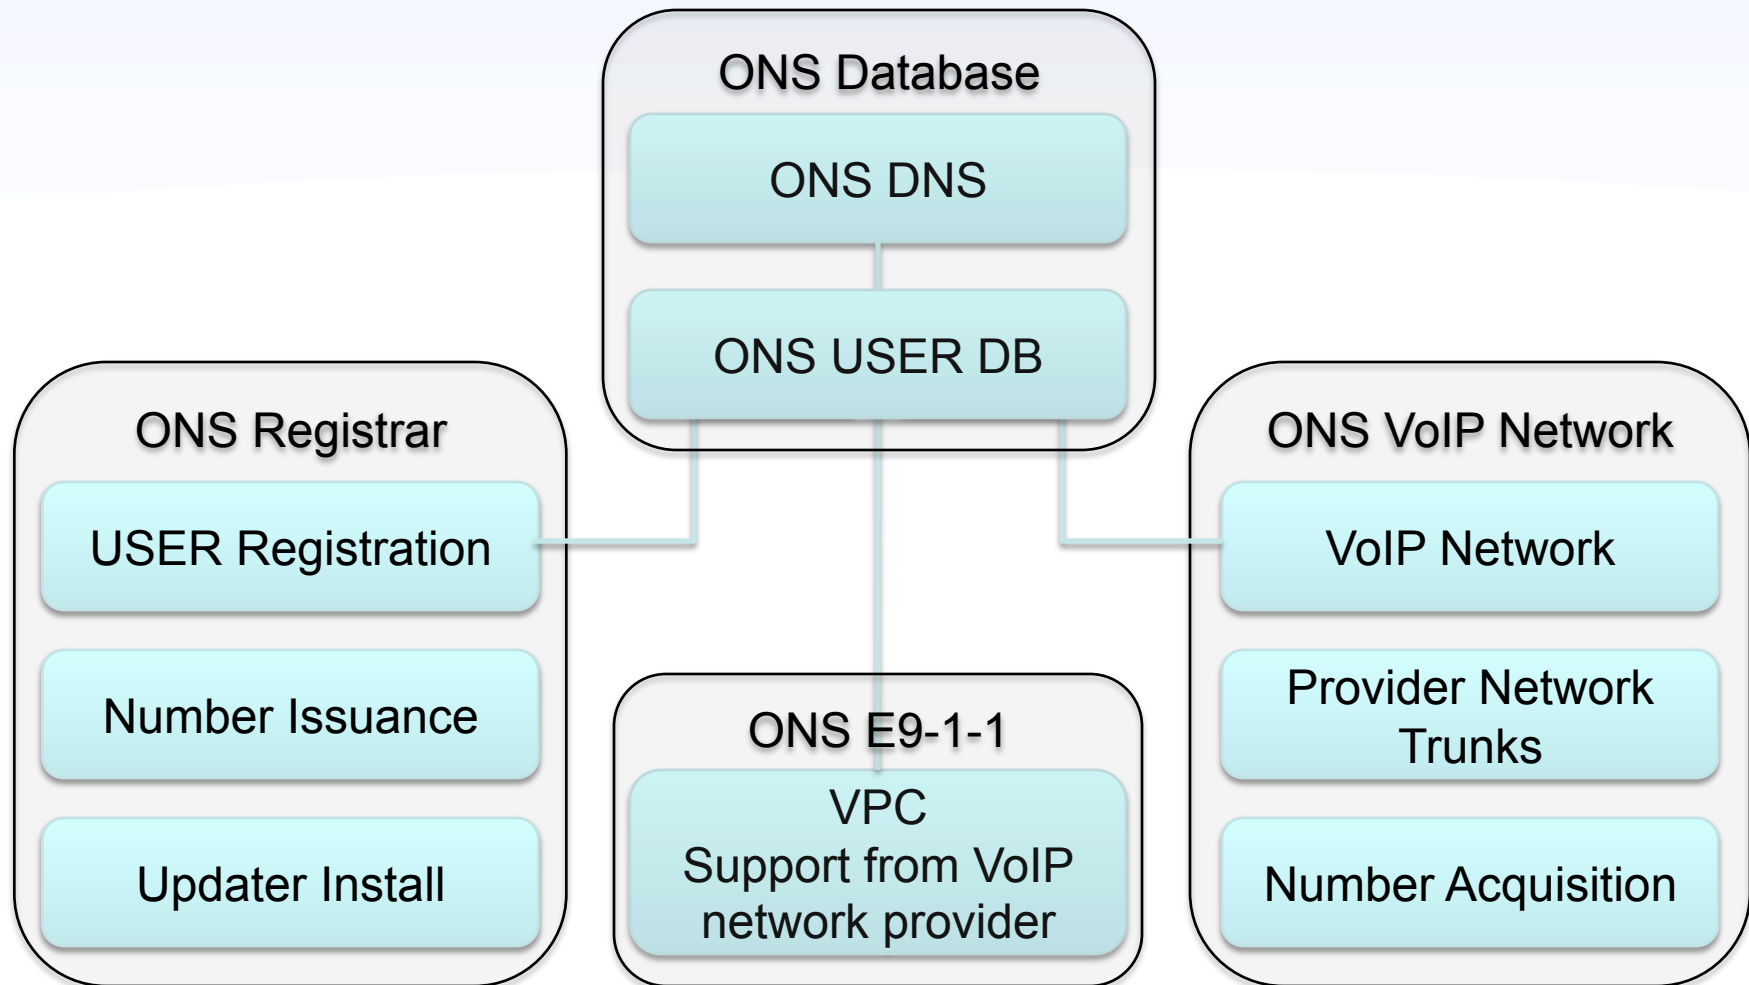 ONS Database
ONS DNS
ONS USER DB
ONS Registrar
USER Registration
Number Issuance
Updater Install
ONS E9-1-1
VPC
Support from VoIP
network provider
ONS VoIP Network
VoIP Network
Provider Network
Trunks
Number Acquisition